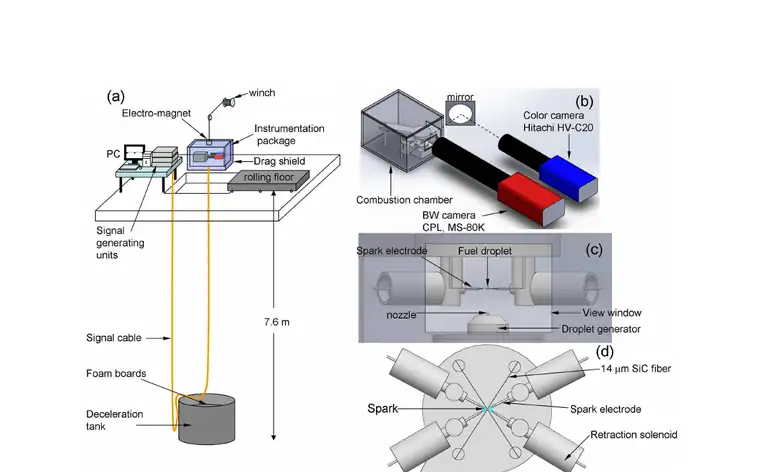 (a)
winch
Electro-magnet
Instrumentation
package
PC
Drag shield
rolling floor
Signal
generating
units
7.6 m
Signal cable
Foam boards
Deceleration
tank
(b)
mirror
Color camera
Hitachi HV-C20
Combustion chamber
BW camera
CPL, MS-80K
(c)
Spark electrode
Fuel droplet
nozzle
View window
Droplet generator
(d)
14 μm SiC fiber
Spark
Spark electrode
Retraction solenoid